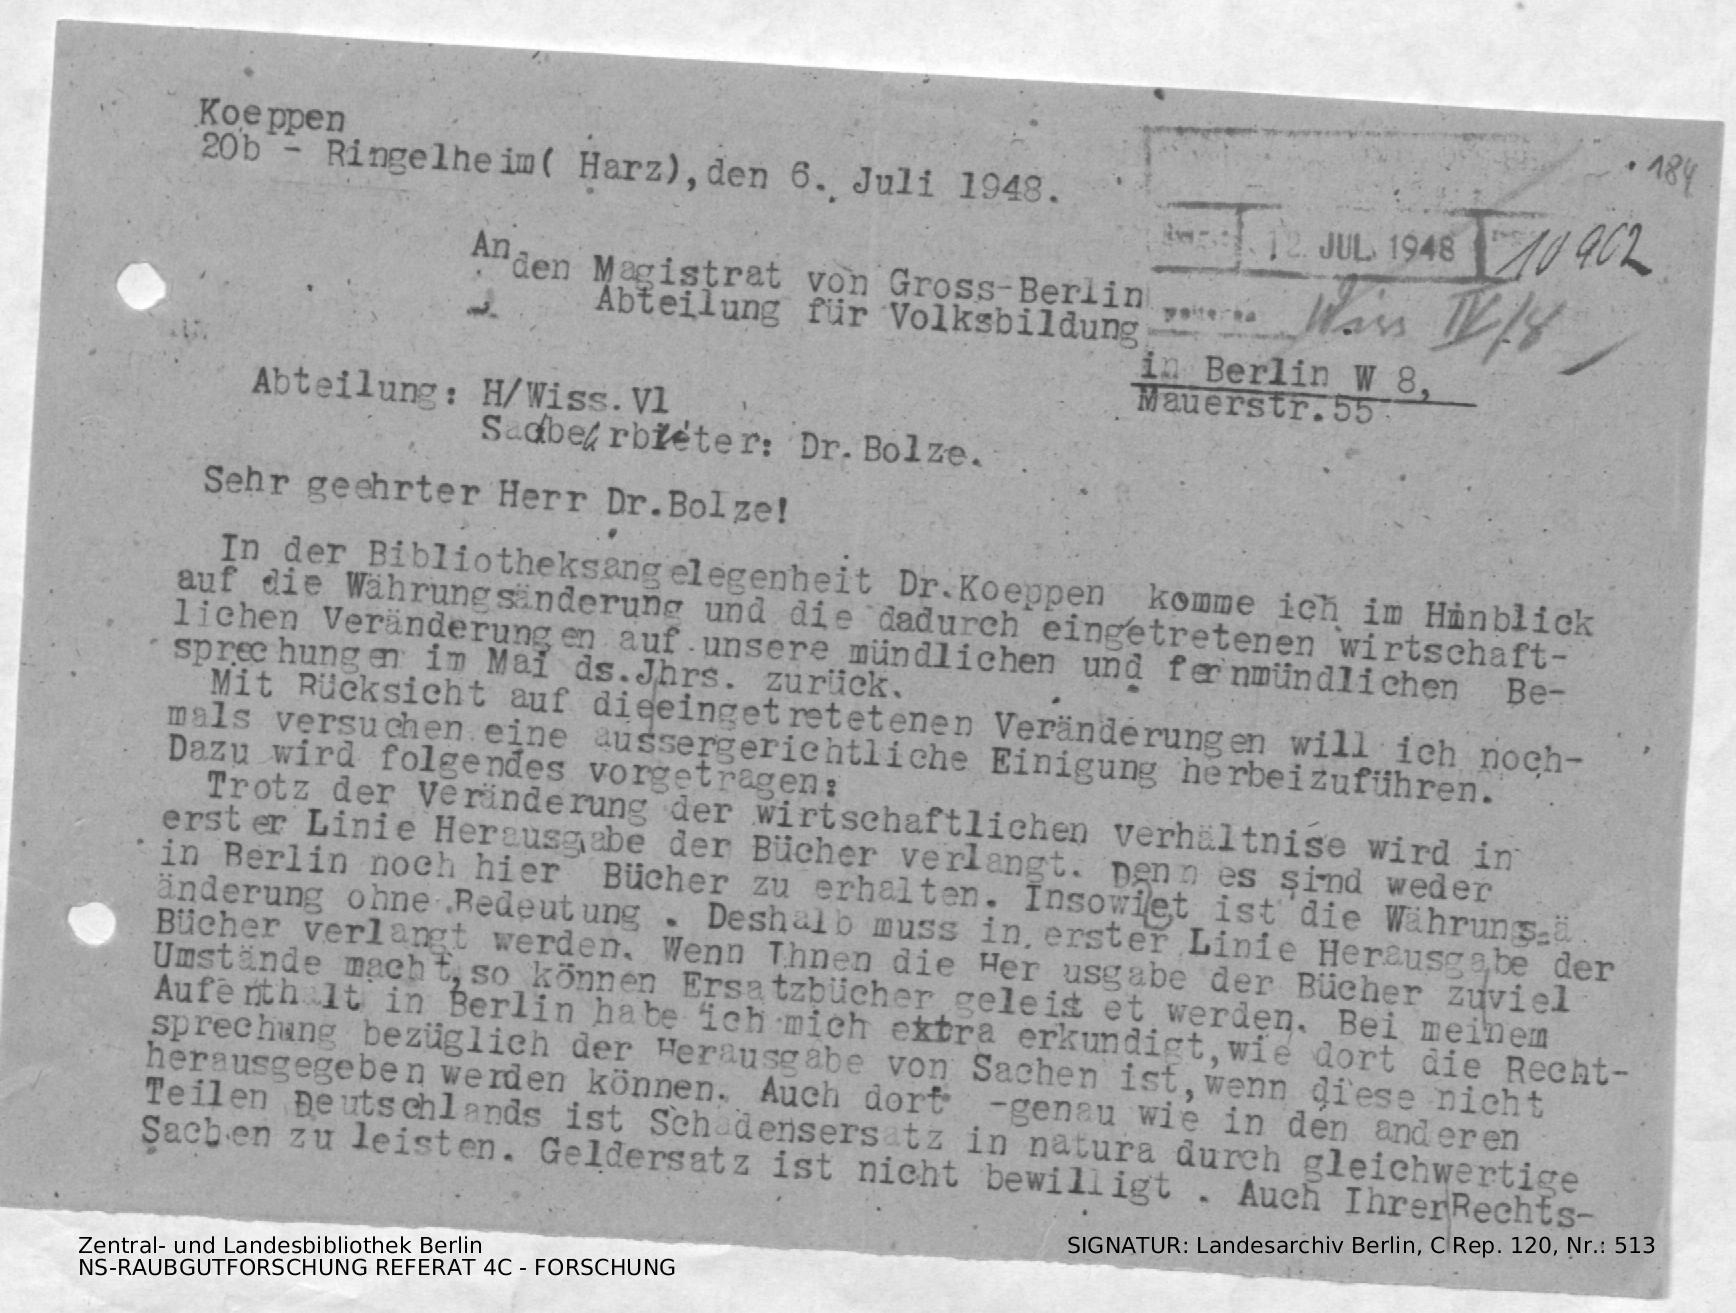 Koeppen
20b - Ringelheim( Harz),den 6. Juli 1948.
184
12. JUL. 1948
10902
An
den Magistrat von Gross-Berlin
Abteilung für Volksbildung
Wiss IV/8
in Berlin W 8,
Mauerstr.55
Abteilung: H/Wiss.Vl
Sachbearbieter: Dr.Bolze.
Sehr geehrter Herr Dr.Bolze!
In der Bibliotheksangelegenheit Dr.Koeppen komme ich im Hinblick
auf die Währungsänderung und die dadurch eingetretenen wirtschaft-
lichen Veränderungen auf unsere mündlichen und fernmündlichen Be-
sprechungen im Mai ds.Jhrs. zurück.
Mit Rücksicht auf die|eingetretetenen Veränderungen will ich noch-
mals versuchen eine aussergerichtliche Einigung herbeizuführen.
Dazu wird folgendes vorgetragen:
Trotz der Veränderung der wirtschaftlichen Verhältnise wird in
erster Linie Herausgabe der Bücher verlangt. Denn es sind weder
in Berlin noch hier Bücher zu erhalten. Insoweit ist die Währungs=ä
änderung ohne Bedeutung . Deshalb muss in erster Linie Herausgabe der
Bücher verlangt werden. Wenn Ihnen die Her usgabe der Bücher zu|viel
Umstände macht,so können Ersatzbücher geleist et werden. Bei meinem
Aufenthalt in Berlin habe ich mich extra erkundigt,wie dort die Recht-
sprechung bezüglich der Herausgabe von Sachen ist,wenn diese nicht
herausgegeben werden können. Auch dort -genau wie in den anderen
Teilen Deutschlands ist Schadensersatz in natura durch gleichwertige
Sachen zu leisten. Geldersatz ist nicht bewilligt . Auch Ihrer|Rechts-
Zentral- und Landesbibliothek Berlin
NS-RAUBGUTFORSCHUNG REFERAT 4C - FORSCHUNG
SIGNATUR: Landesarchiv Berlin, C Rep. 120, Nr.: 513